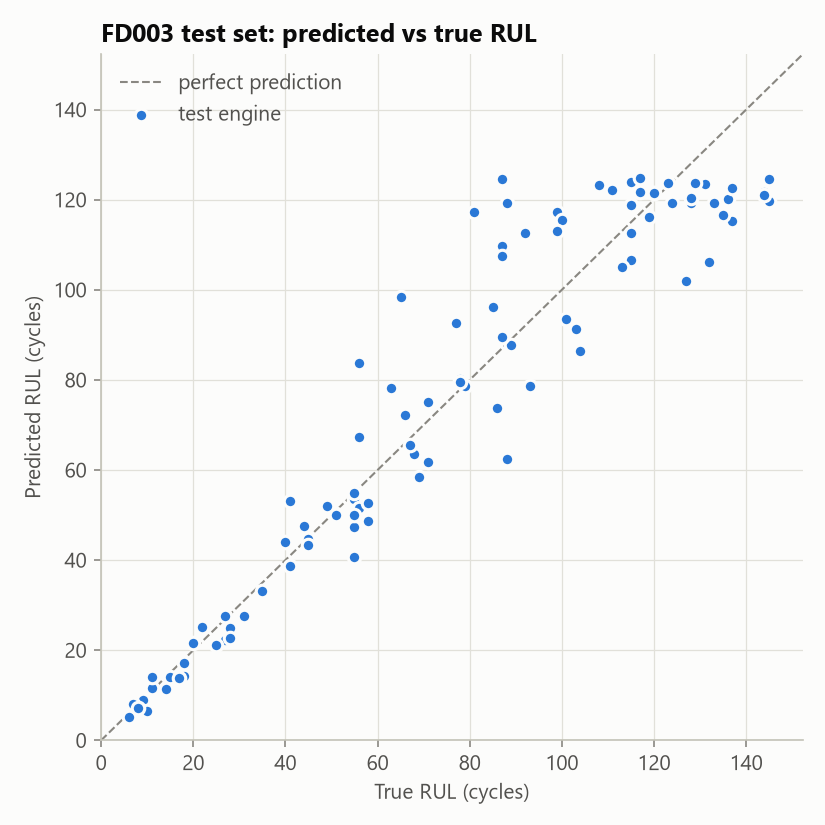 FD003 test set: predicted vs true RUL
perfect prediction
test engine
140
120
100
80
60
40
20
0
Predicted RUL (cycles)
0 20 40 60 80 100 120 140
True RUL (cycles)